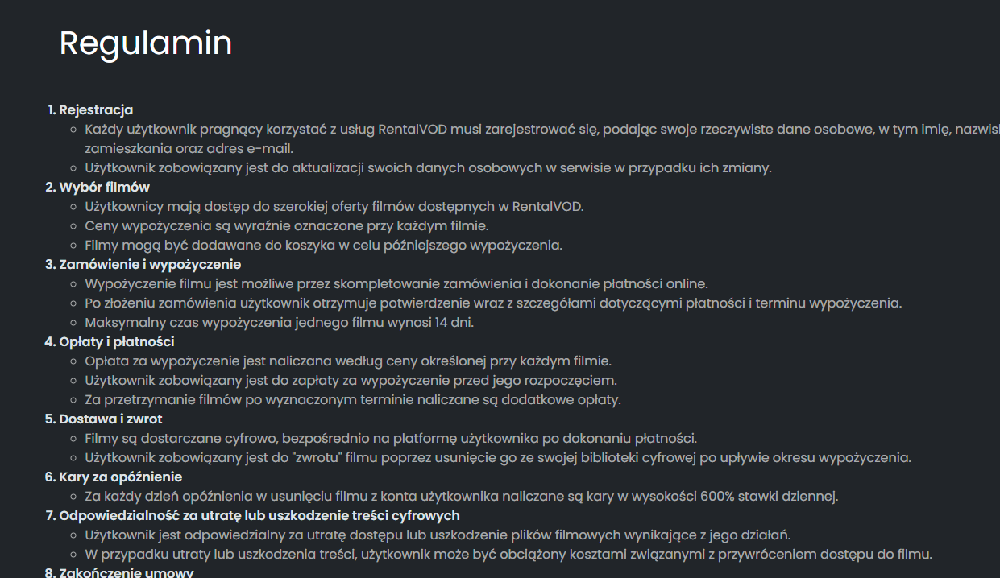 Regulamin
1. Rejestracja
Każdy użytkownik pragnący korzystać z usług RentalVOD musi zarejestrować się, podając swoje rzeczywiste dane osobowe, w tym imię, nazwisk
zamieszkania oraz adres e-mail.
Użytkownik zobowiązany jest do aktualizacji swoich danych osobowych w serwisie w przypadku ich zmiany.
2. Wybór filmów
Użytkownicy mają dostęp do szerokiej oferty filmów dostępnych w RentalVOD.
Ceny wypożyczenia są wyraźnie oznaczone przy każdym filmie.
Filmy mogą być dodawane do koszyka w celu późniejszego wypożyczenia.
3. Zamówienie i wypożyczenie
Wypożyczenie filmu jest możliwe przez skompletowanie zamówienia i dokonanie płatności online.
Po złożeniu zamówienia użytkownik otrzymuje potwierdzenie wraz z szczegółami dotyczącymi płatności i terminu wypożyczenia.
Maksymalny czas wypożyczenia jednego filmu wynosi 14 dni.
4. Opłaty i płatności
Opłata za wypożyczenie jest naliczana według ceny określonej przy każdym filmie.
Użytkownik zobowiązany jest do zapłaty za wypożyczenie przed jego rozpoczęciem.
Za przetrzymanie filmów po wyznaczonym terminie naliczane są dodatkowe opłaty.
5. Dostawa i zwrot
Filmy są dostarczane cyfrowo, bezpośrednio na platformę użytkownika po dokonaniu płatności.
Użytkownik zobowiązany jest do "zwrotu" filmu poprzez usunięcie go ze swojej biblioteki cyfrowej po upływie okresu wypożyczenia.
6. Kary za opóźnienie
Za każdy dzień opóźnienia w usunięciu filmu z konta użytkownika naliczane są kary w wysokości 600% stawki dziennej.
7. Odpowiedzialność za utratę lub uszkodzenie treści cyfrowych
Użytkownik jest odpowiedzialny za utratę dostępu lub uszkodzenie plików filmowych wynikające z jego działań.
W przypadku utraty lub uszkodzenia treści, użytkownik może być obciążony kosztami związanymi z przywróceniem dostępu do filmu.
8. Zakończenie umowy